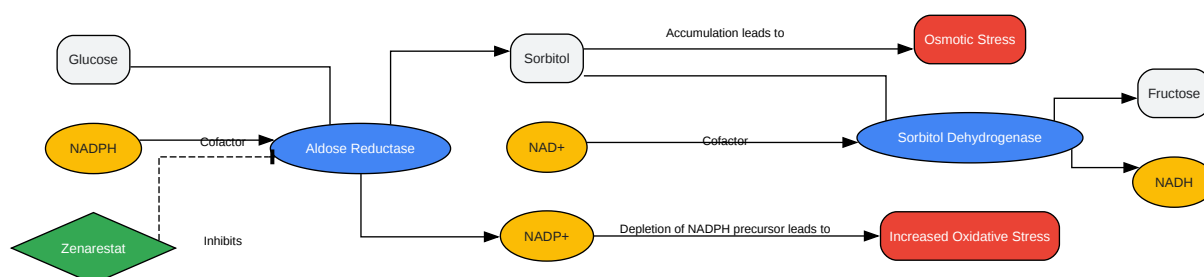 Glucose
NADPH
Cofactor
Aldose Reductase
Zenarestat
Inhibits
Sorbitol
Accumulation leads to
Osmotic Stress
NAD+
Cofactor
Sorbitol Dehydrogenase
Fructose
NADH
NADP+
Depletion of NADPH precursor leads to
Increased Oxidative Stress